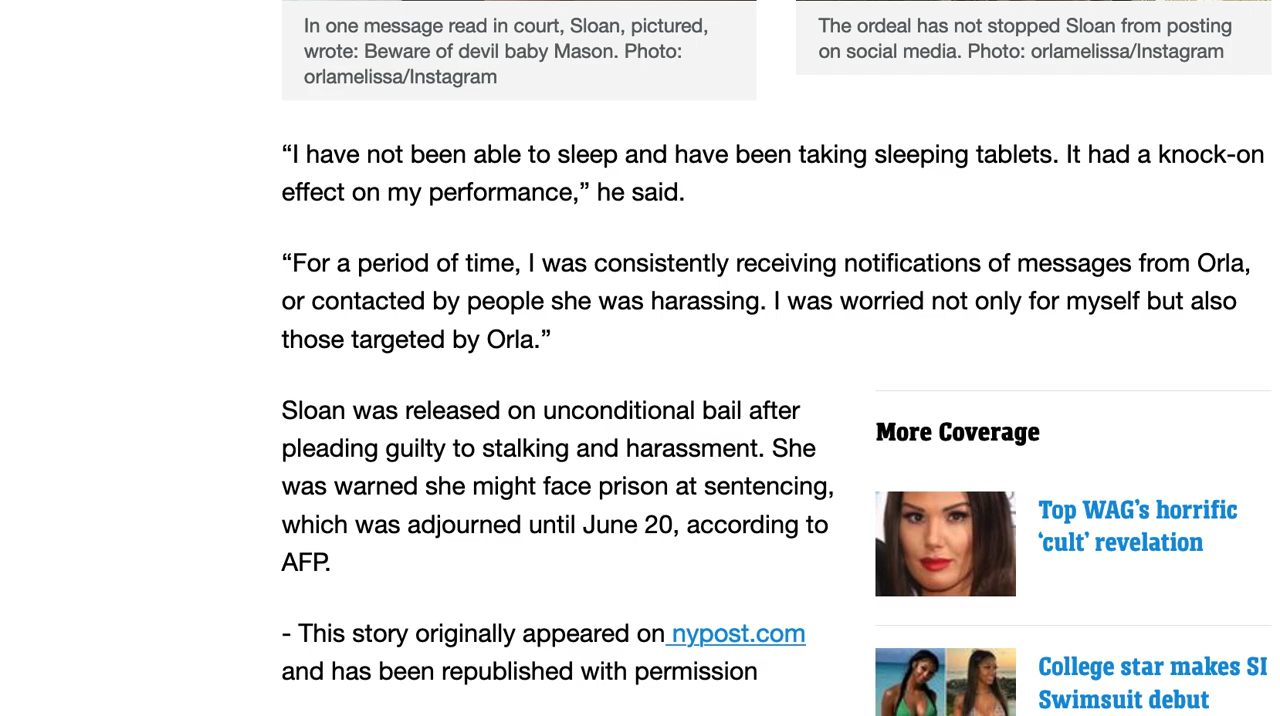 In one message read in court, Sloan, pictured,
wrote: Beware of devil baby Mason. Photo:
orlamelissa/Instagram
The ordeal has not stopped Sloan from posting
on social media. Photo: orlamelissa/Instagram
“I have not been able to sleep and have been taking sleeping tablets. It had a knock-on
effect on my performance,” he said.
“For a period of time, I was consistently receiving notifications of messages from Orla,
or contacted by people she was harassing. I was worried not only for myself but also
those targeted by Orla.”
Sloan was released on unconditional bail after
pleading guilty to stalking and harassment. She
was warned she might face prison at sentencing,
which was adjourned until June 20, according to
AFP.
- This story originally appeared on nypost.com
and has been republished with permission
More Coverage
Top WAG’s horrific
‘cult’ revelation
College star makes SI
Swimsuit debut